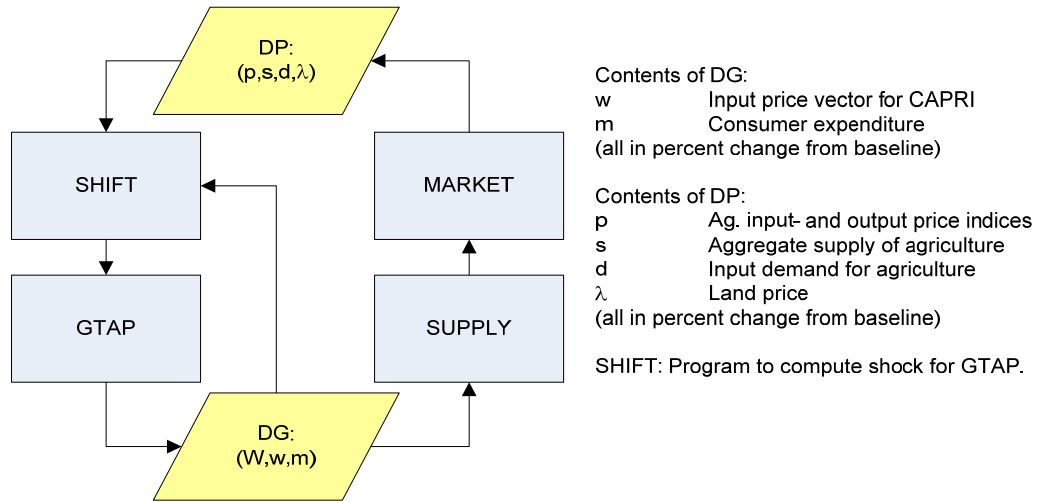 DP:
(p,s,d,λ)
SHIFT
MARKET
GTAP
SUPPLY
DG:
(W,w,m)
Contents of DG:
w Input price vector for CAPRI
m Consumer expenditure
(all in percent change from baseline)
Contents of DP:
p Ag. input- and output price indices
s Aggregate supply of agriculture
d Input demand for agriculture
λ Land price
(all in percent change from baseline)
SHIFT: Program to compute shock for GTAP.